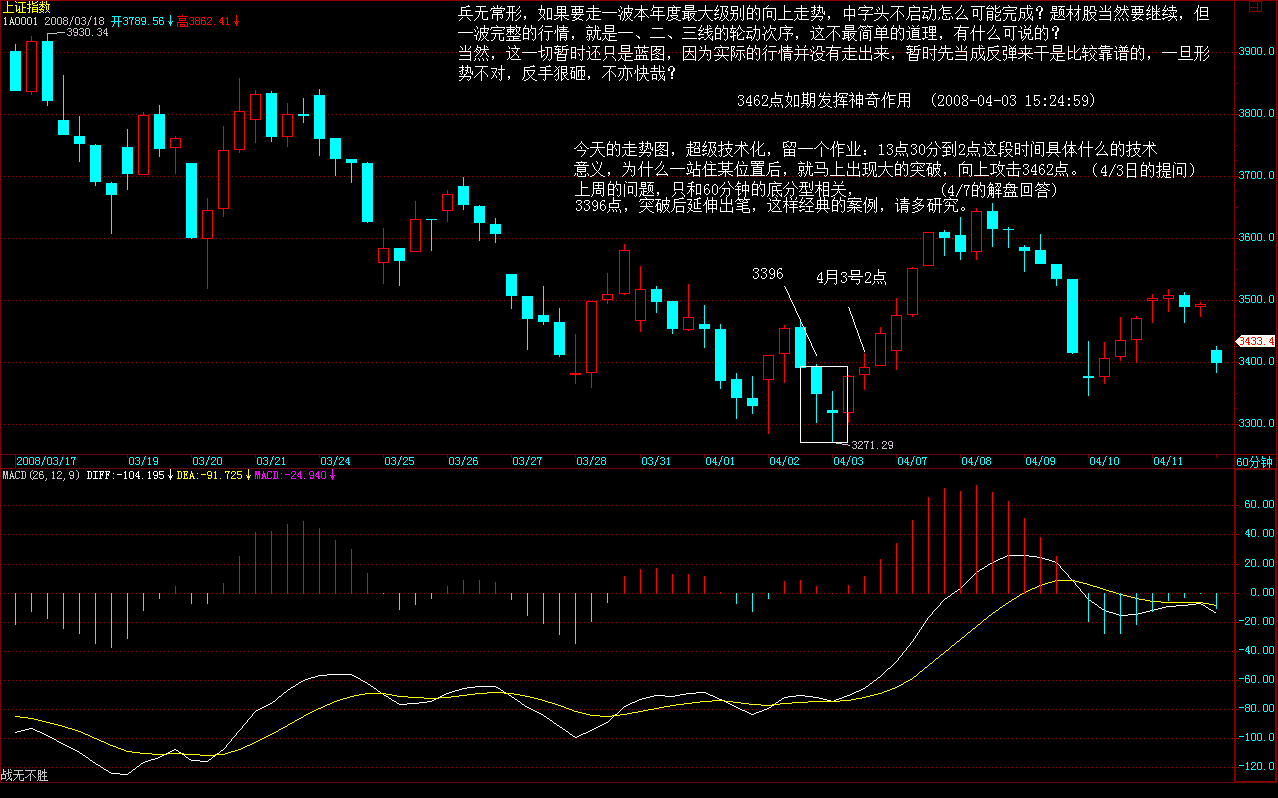 上证指数
1A0001 2008/03/18 开3789.56↓高3882.41↓
3930.34
兵无常形，如果要走一波本年度最大级别的向上走势，中字头不启动怎么可能完成？题材股当然要继续，但
一波完整的行情，就是一、二、三线的轮动次序，这不最简单的道理，有什么可说的？
当然，这一切暂时还只是蓝图，因为实际的行情并没有走出来，暂时先当成反弹来干是比较靠谱的，一旦形
势不对，反手狠砸，不亦快哉？
3462点如期发挥神奇作用 （2008-04-03 15:24:59）
今天的走势图，超级技术化，留一个作业：13点30分到2点这段时间具体什么的技术
意义，为什么一站住某位置后，就马上出现大的突破，向上攻击3462点。（4/3日的提问）
上周的问题，只和60分钟的底分型相关， （4/7的解盘回答）
3396点，突破后延伸出笔，这样经典的案例，请多研究。
3396
4月3号2点
3271.29
3900.0
3800.0
3700.0
3600.0
3500.0
3433.4
3400.0
3300.0
2008/03/17 03/19 03/20 03/21 03/24 03/25 03/26 03/27 03/28 03/31 04/01 04/02 04/03 04/07 04/08 04/09 04/10 04/11 60分钟
MACD(26,12,9) DIFF:-104.195↓DEA:-91.725↓MACD:-24.940↓
60.00
40.00
20.00
0.00
-20.00
-40.00
-60.00
-80.00
-100.0
-120.0
战无不胜